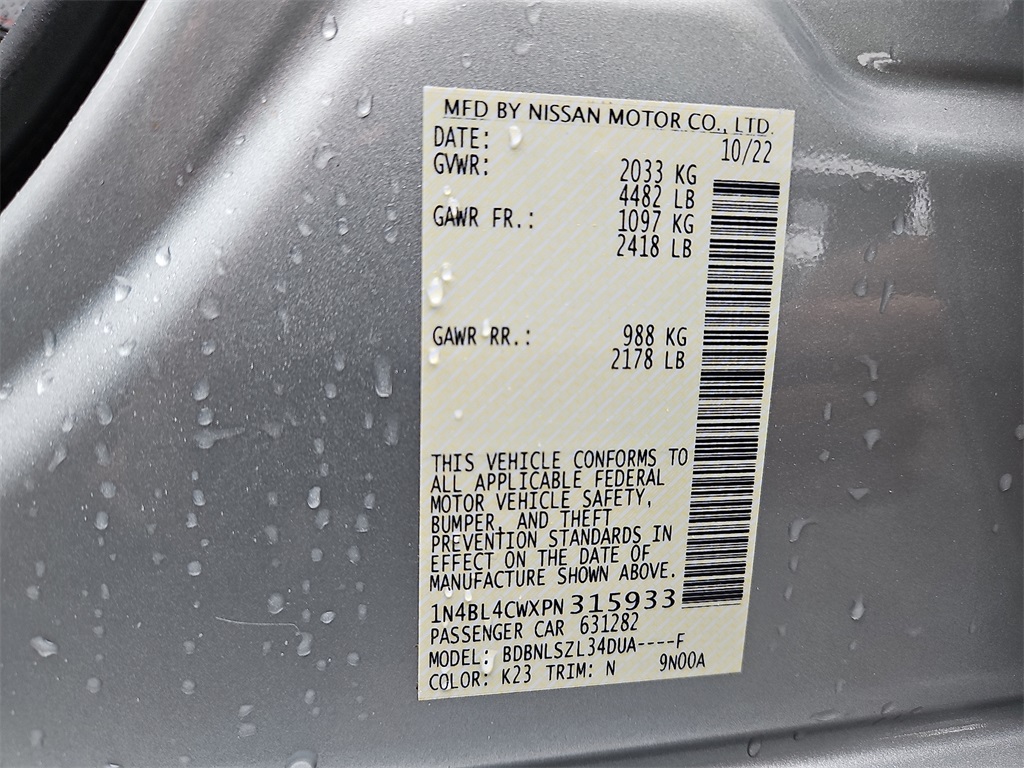 MFD BY NISSAN MOTOR CO., LTD.
DATE: 10/22
GVWR: 2033 KG
4482 LB
GAWR FR.: 1097 KG
2418 LB
GAWR RR.: 988 KG
2178 LB
THIS VEHICLE CONFORMS TO
ALL APPLICABLE FEDERAL
MOTOR VEHICLE SAFETY,
BUMPER, AND THEFT
PREVENTION STANDARDS IN
EFFECT ON THE DATE OF
MANUFACTURE SHOWN ABOVE.
1N4BL4CWXPN315933
PASSENGER CAR 631282
MODEL: BDBNLSZL34DUA----F
COLOR: K23 TRIM: N 9N00A